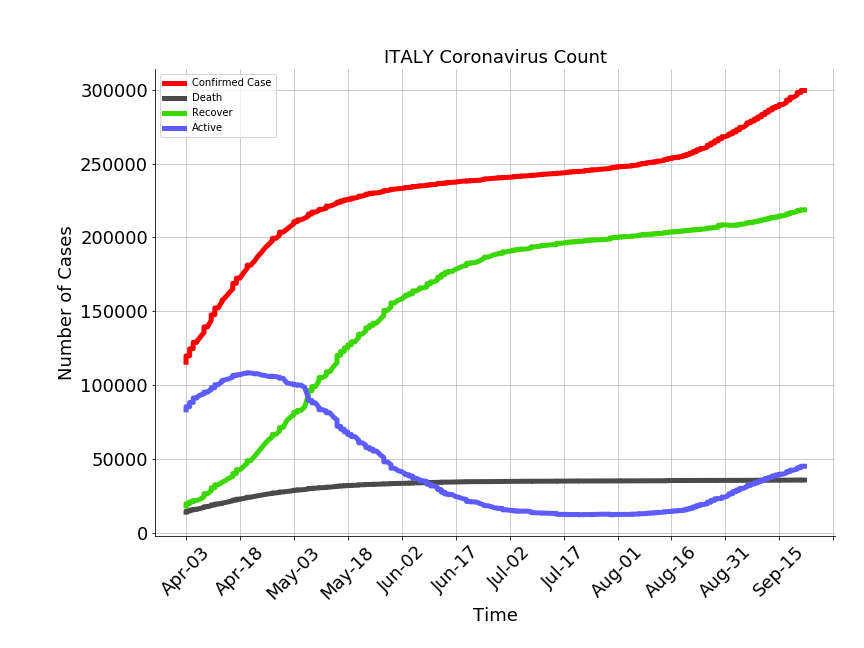 ITALY Coronavirus Count
Confirmed Case
Death
Recover
Active
Number of Cases
300000
250000
200000
150000
100000
50000
0
Apr-03
Apr-18
May-03
May-18
Jun-02
Jun-17
Jul-02
Jul-17
Aug-01
Aug-16
Aug-31
Sep-15
Time